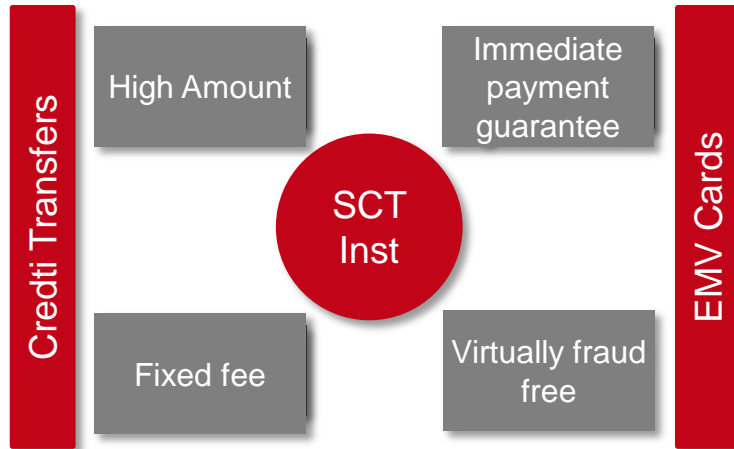 Credti Transfers
High Amount
Fixed fee
SCT
Inst
Immediate
payment
guarantee
Virtually fraud
free
EMV Cards